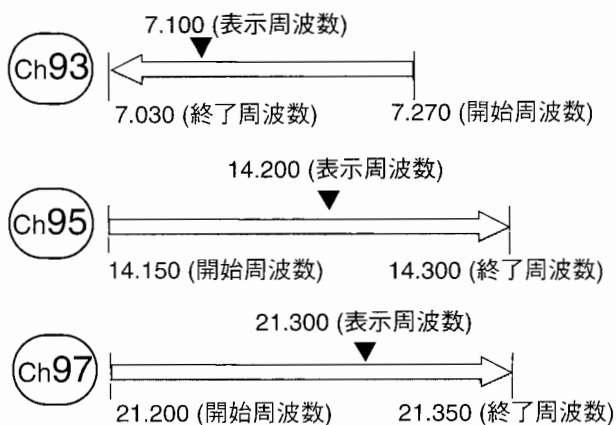 7.100 (表示周波数)
Ch93
7.030 (終了周波数) 7.270 (開始周波数)
14.200 (表示周波数)
Ch95
14.150 (開始周波数) 14.300 (終了周波数)
21.300 (表示周波数)
Ch97
21.200 (開始周波数) 21.350 (終了周波数)